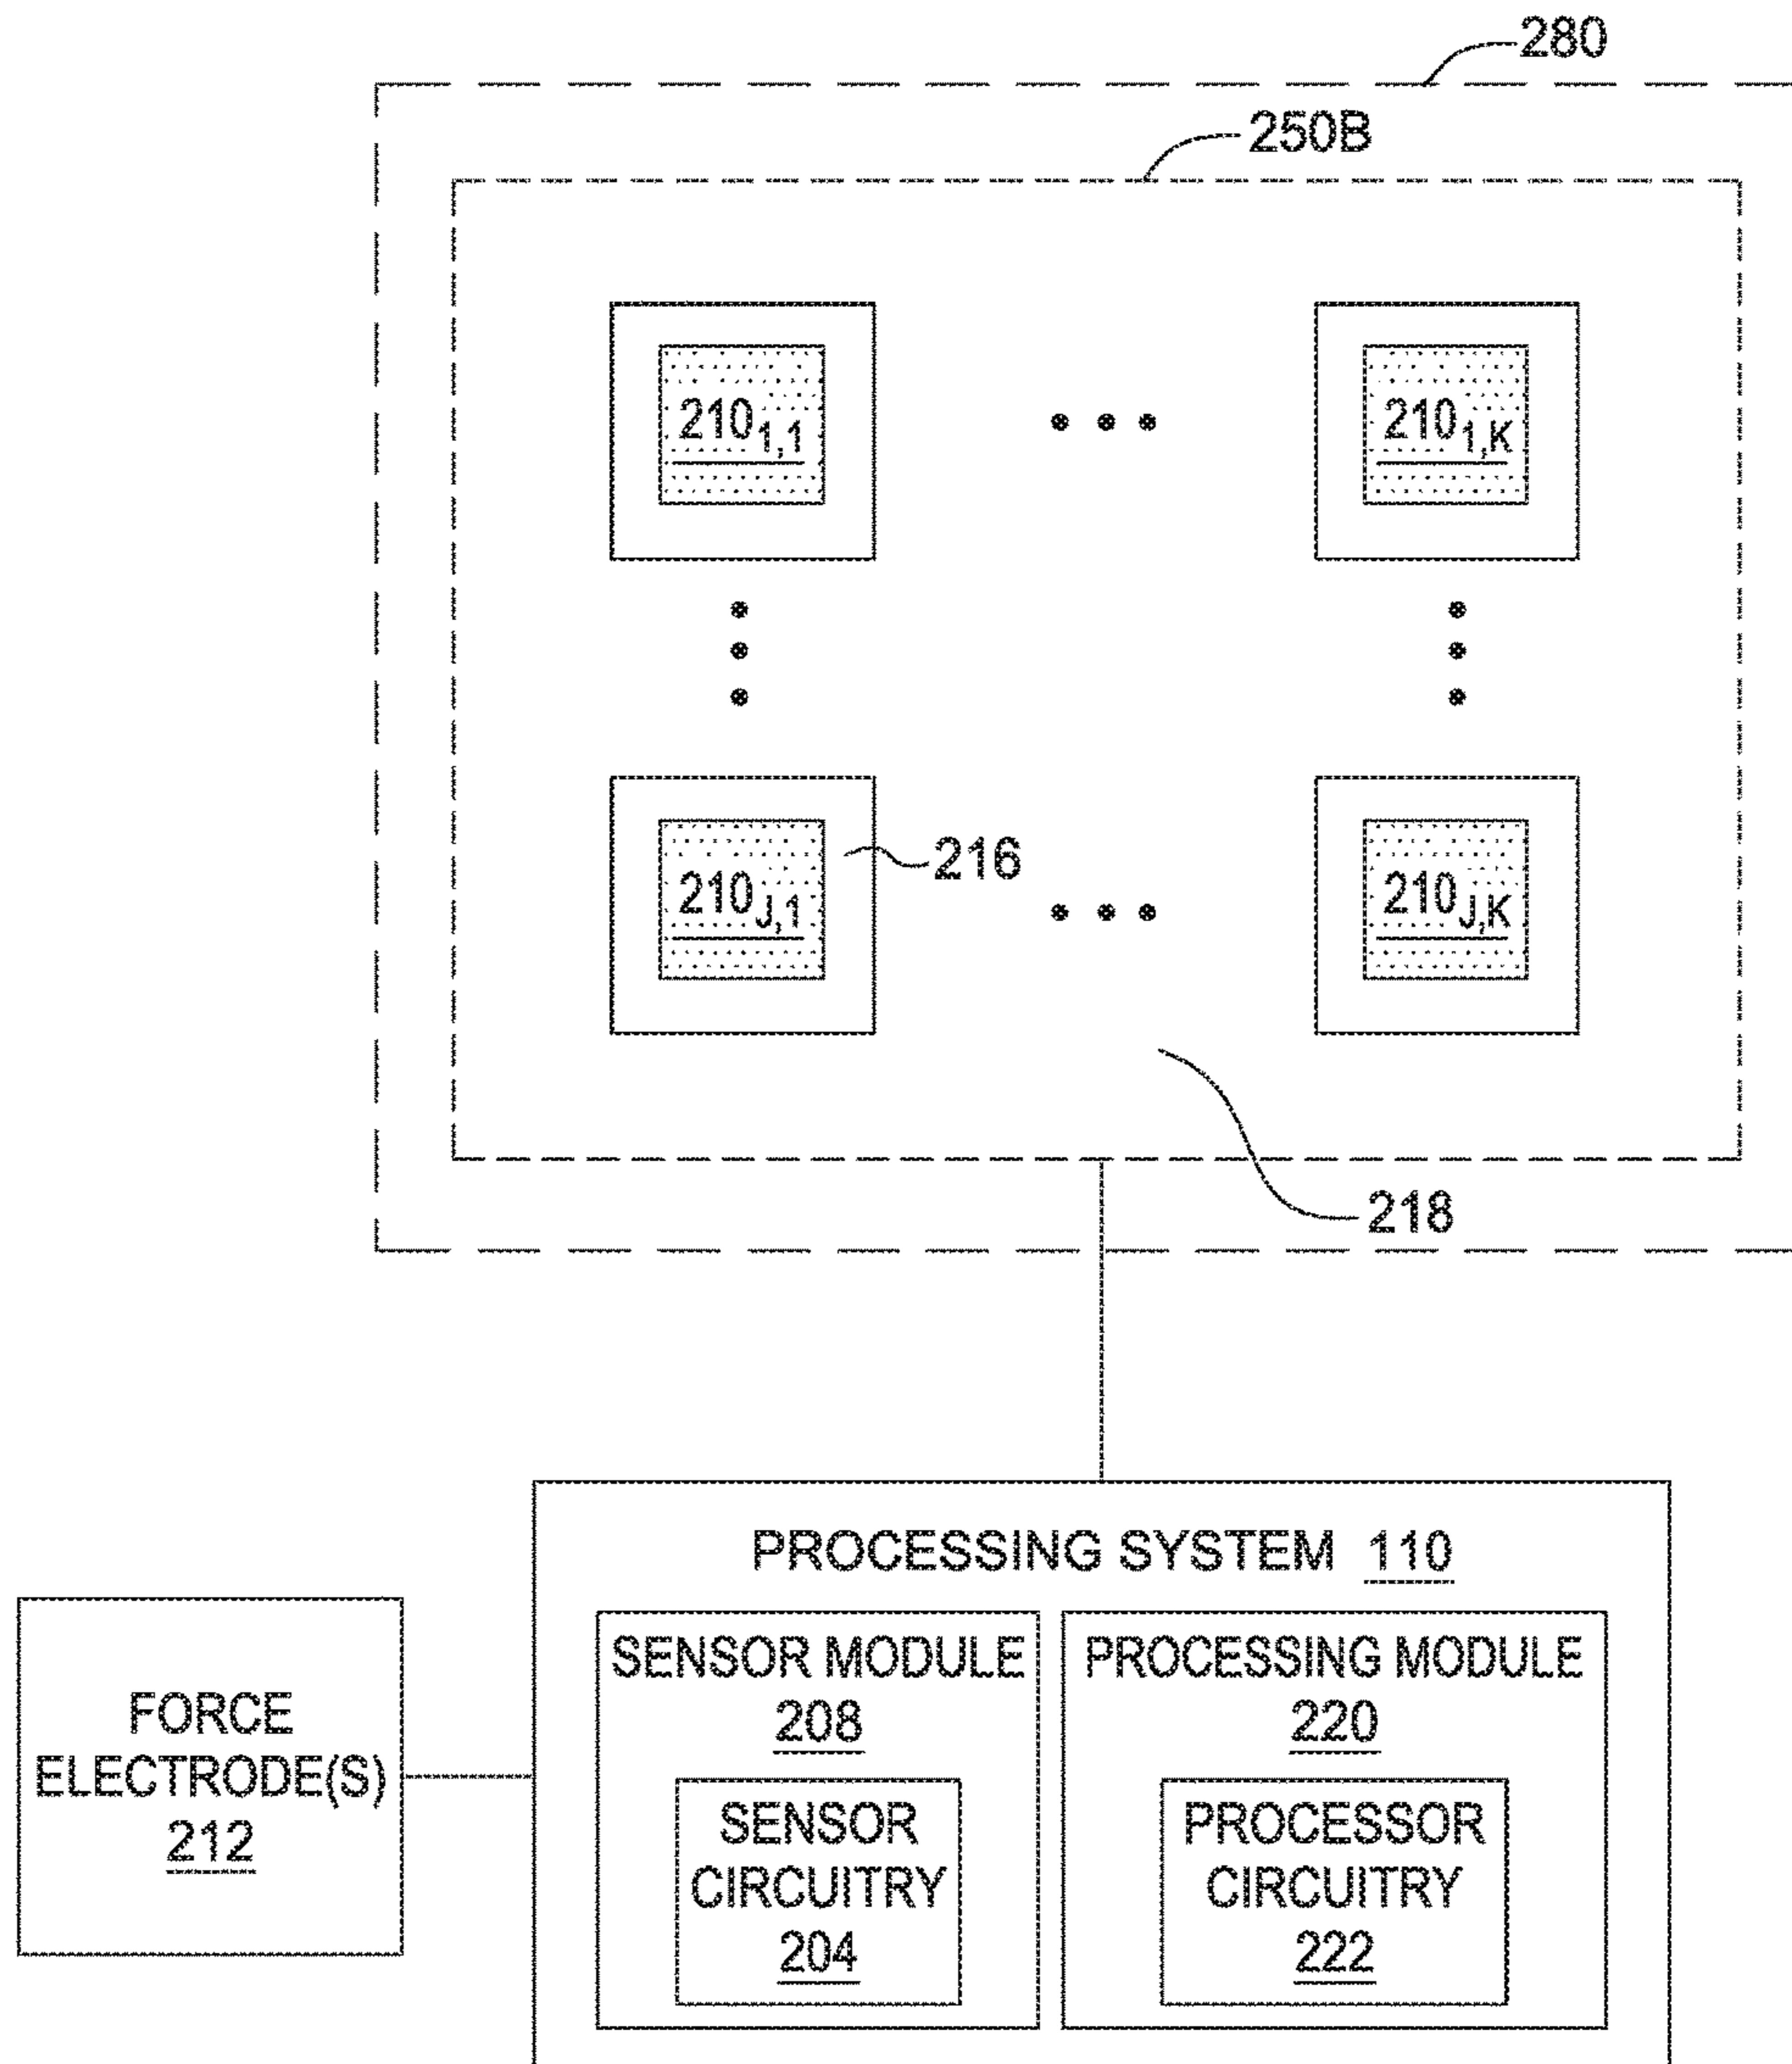 280
250B
210 1,1
210 1,K
210 J,1
216
210 J,K
218
PROCESSING SYSTEM 110
SENSOR MODULE
208
PROCESSING MODULE
220
FORCE
ELECTRODE(S)
212
SENSOR
CIRCUITRY
204
PROCESSOR
CIRCUITRY
222